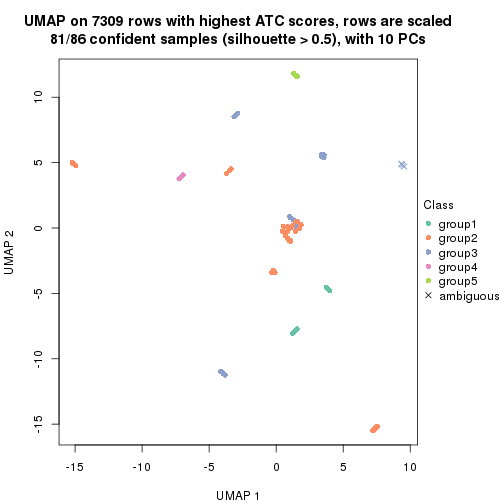 UMAP on 7309 rows with highest ATC scores, rows are scaled
81/86 confident samples (silhouette > 0.5), with 10 PCs
10
5
0
-5
-10
-15
UMAP 2
-15
-10
-5
0
5
10
UMAP 1
Class
group1
group2
group3
group4
group5
ambiguous